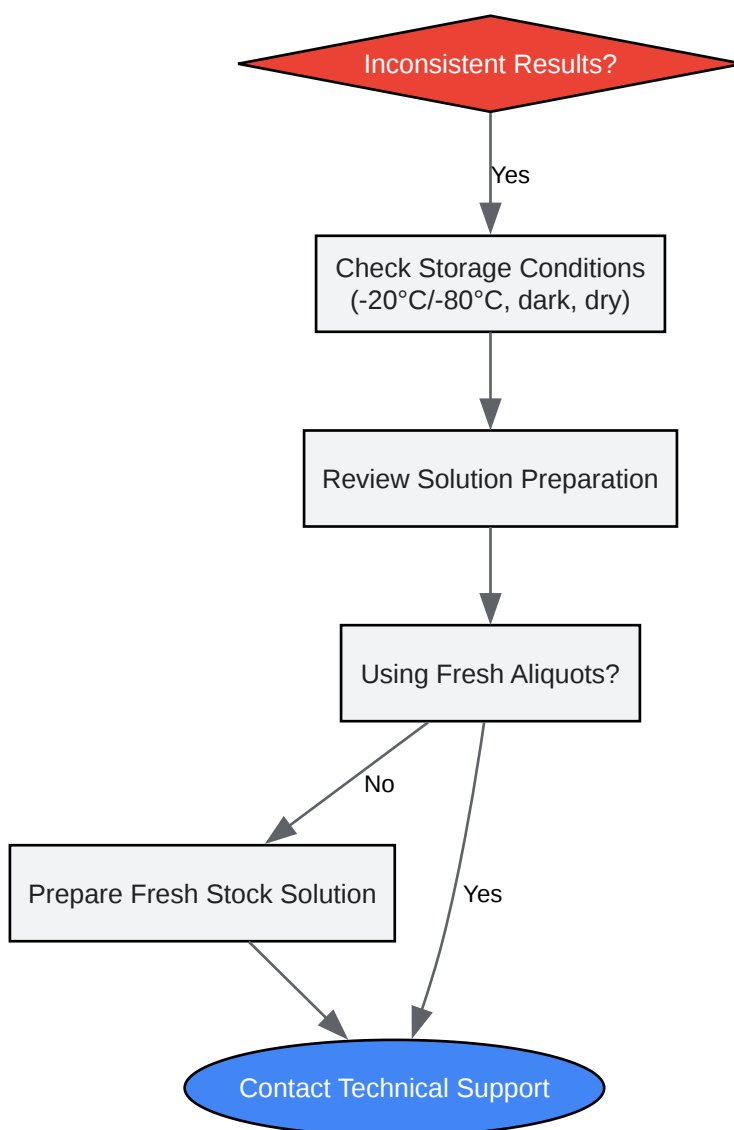 Inconsistent Results?
Yes
Check Storage Conditions
(-20°C/-80°C, dark, dry)
Review Solution Preparation
Using Fresh Aliquots?
No
Prepare Fresh Stock Solution
Yes
Contact Technical Support